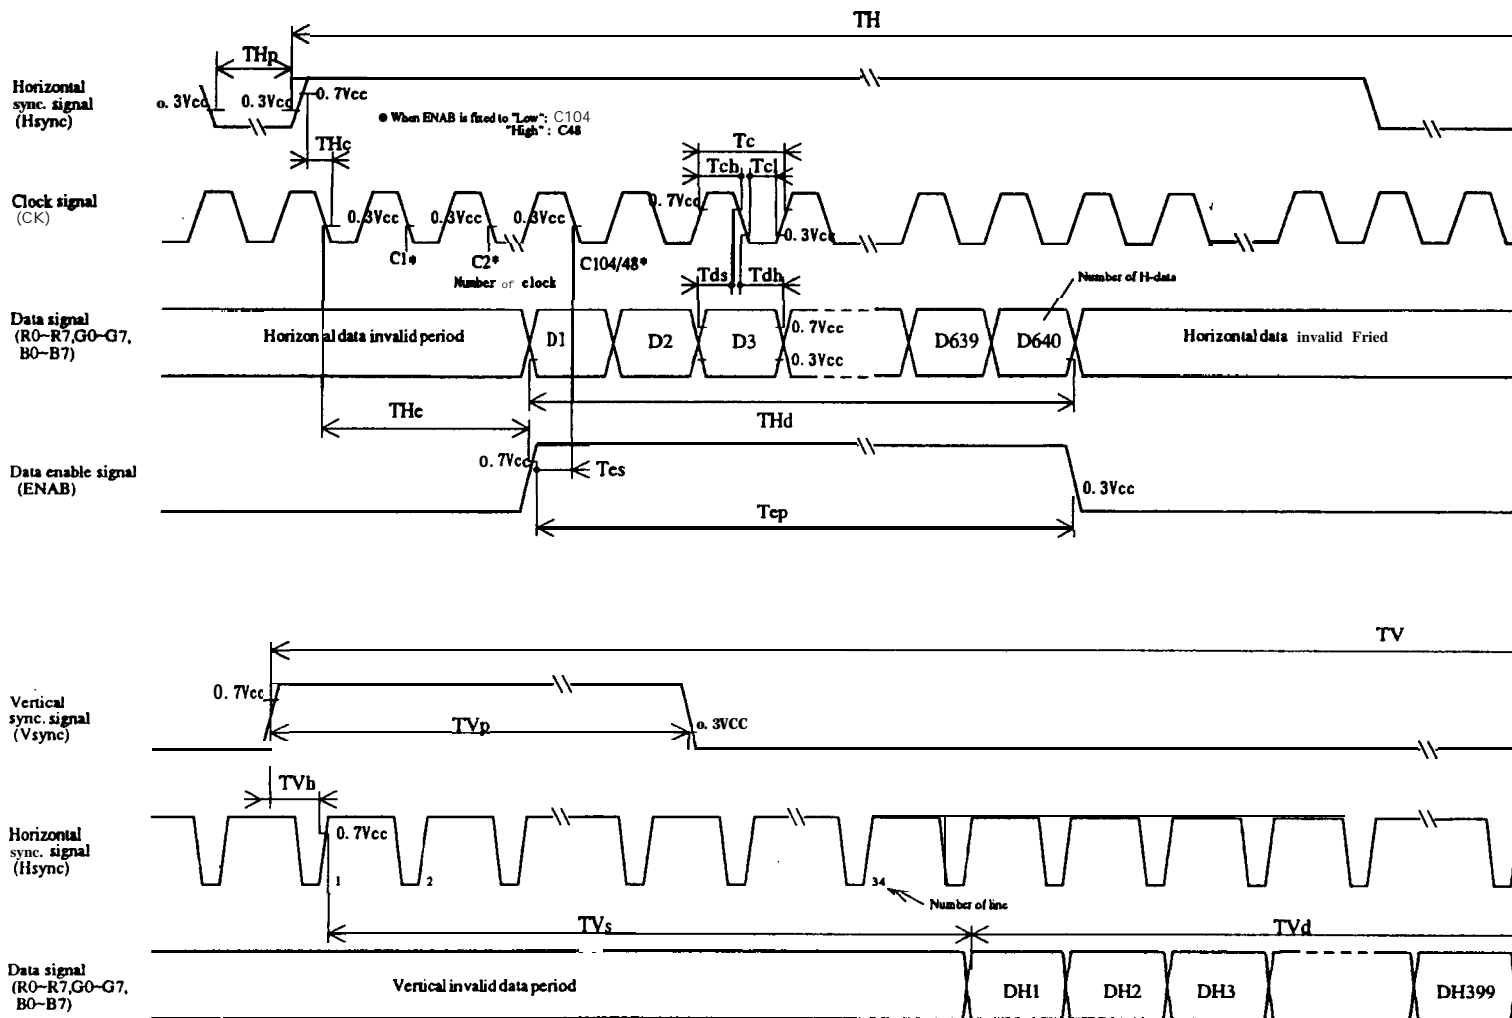 TH
THp
Horizontal
sync. signal
(Hsync)
o. 3Vcc
0.3Vcc
0.7Vcc
● When ENAB is fixed to "Low": C104
"High" : C48
THc
Tc
Tch
Tcl
Clock signal
(CK)
0.3Vcc
0.3Vcc
0.3Vcc
0.7Vcc
0.3Vcc
C1*
C2*
C104/48*
Number of clock
Tds
Tdh
Number of H-data
Data signal
(R0~R7,G0~G7,
B0~B7)
Horizon al data invalid period
D1
D2
D3
0.7Vcc
0.3Vcc
D639
D640
Horizontal data invalid Fried
THe
THd
Data enable signal
(ENAB)
0.7Vcc
Tes
0.3Vcc
Tep
TV
Vertical
sync. signal
(Vsync)
0.7Vcc
TVp
o. 3VCC
TVh
Horizontal
sync. signal
(Hsync)
0.7Vcc
1
2
34
Number of line
TVs
TVd
Data signal
(R0~R7,G0~G7,
B0~B7)
Vertical invalid data period
DH1
DH2
DH3
DH399